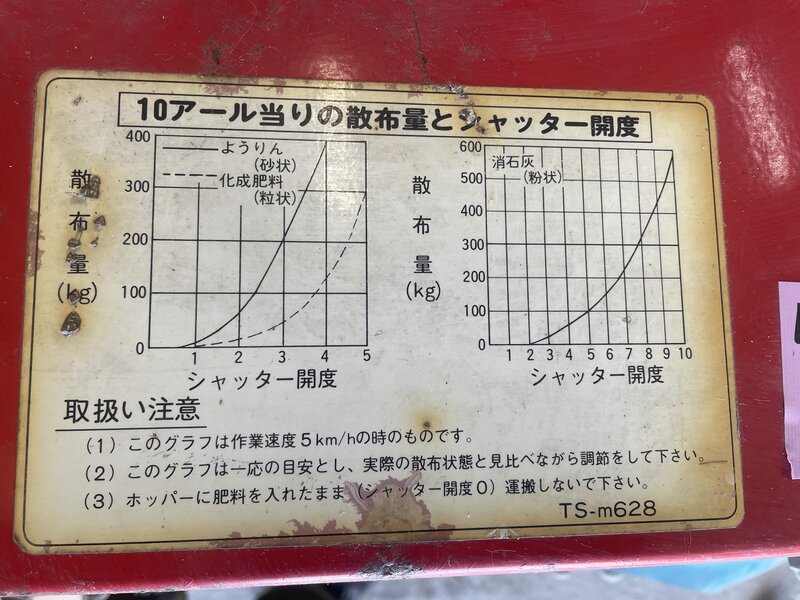 10アール当りの散布量とシャッター開度
400
300
200
100
0
1 2 3 4 5
散布量(kg)
ようりん
(砂状)
化成肥料
(粒状)
シャッター開度
600
500
400
300
200
100
0
1 2 3 4 5 6 7 8 9 10
散布量(kg)
消石灰
(粉状)
シャッター開度
取扱い注意
(1) このグラフは作業速度5km/hの時のものです。
(2) このグラフは一応の目安とし、実際の散布状態と見比べながら調節をして下さい。
(3) ホッパーに肥料を入れたまま(シャッター開度0)運搬しないで下さい。
TS-m628